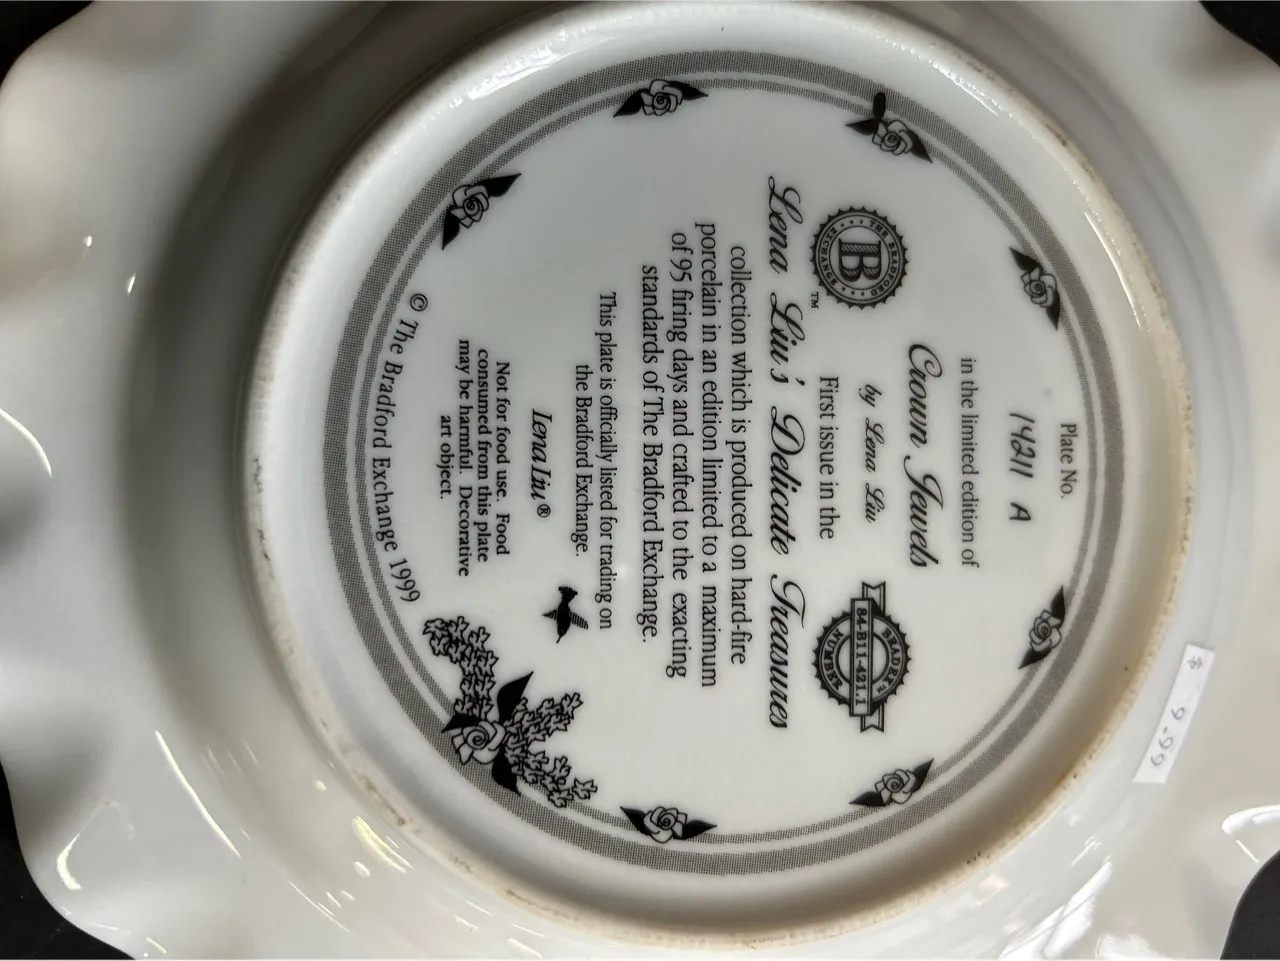 Plate No.
14211 A
in the limited edition of
Crown Jewels
by Lena Liu
THE BRADFORD EXCHANGE
B
™
BRADEX
84-B11-421.1
NUMBER
First issue in the
Lena Liu's Delicate Treasures
collection which is produced on hard-fire
porcelain in an edition limited to a maximum
of 95 firing days and crafted to the exacting
standards of The Bradford Exchange.
This plate is officially listed for trading on
the Bradford Exchange.
Lena Liu®
Not for food use. Food
consumed from this plate
may be harmful. Decorative
art object.
© The Bradford Exchange 1999
$ 9.99